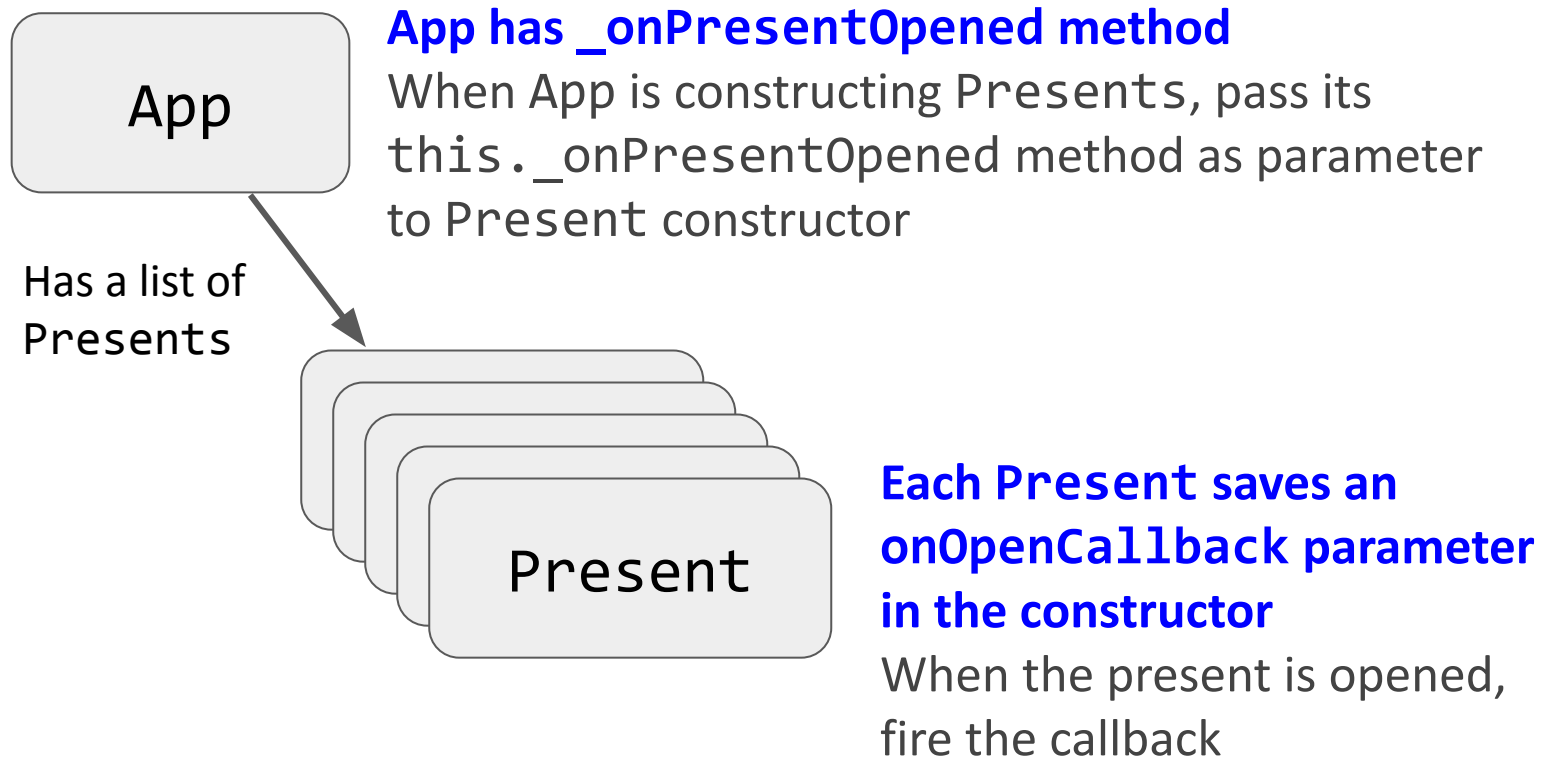 App
App has _onPresentOpened method
When App is constructing Presents, pass its
this._onPresentOpened method as parameter
to Present constructor
Has a list of
Presents
Present
Each Present saves an
onOpenCallback parameter
in the constructor
When the present is opened,
fire the callback